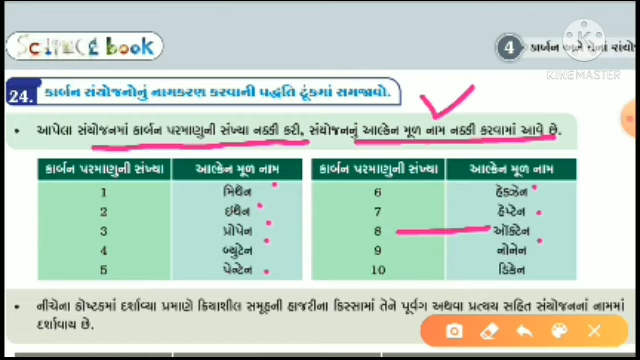 Science book
4 કાર્બન અને તેનાં સંયો
KINEMASTER
24. કાર્બન સંયોજનોનું નામકરણ કરવાની પદ્ધતિ ટૂંકમાં સમજાવો.
• આપેલા સંયોજનમાં કાર્બન પરમાણુની સંખ્યા નક્કી કરી, સંયોજનનું આલ્કેન મૂળ નામ નક્કી કરવામાં આવે છે.
કાર્બન પરમાણુની સંખ્યા આલ્કેન મૂળ નામ કાર્બન પરમાણુની સંખ્યા આલ્કેન મૂળ નામ
1 મિથેન 6 હેક્ઝેન
2 ઇથેન 7 હેપ્ટેન
3 પ્રોપેન 8 ઑક્ટેન
4 બ્યુટેન 9 નોનેન
5 પેન્ટેન 10 ડિકેન
• નીચેના કોષ્ટકમાં દર્શાવ્યા પ્રમાણે ક્રિયાશીલ સમૂહની હાજરીના કિસ્સામાં તેને પૂર્વગ અથવા પ્રત્યય સહિત સંયોજનનાં નામમાં
દર્શાવાય છે.